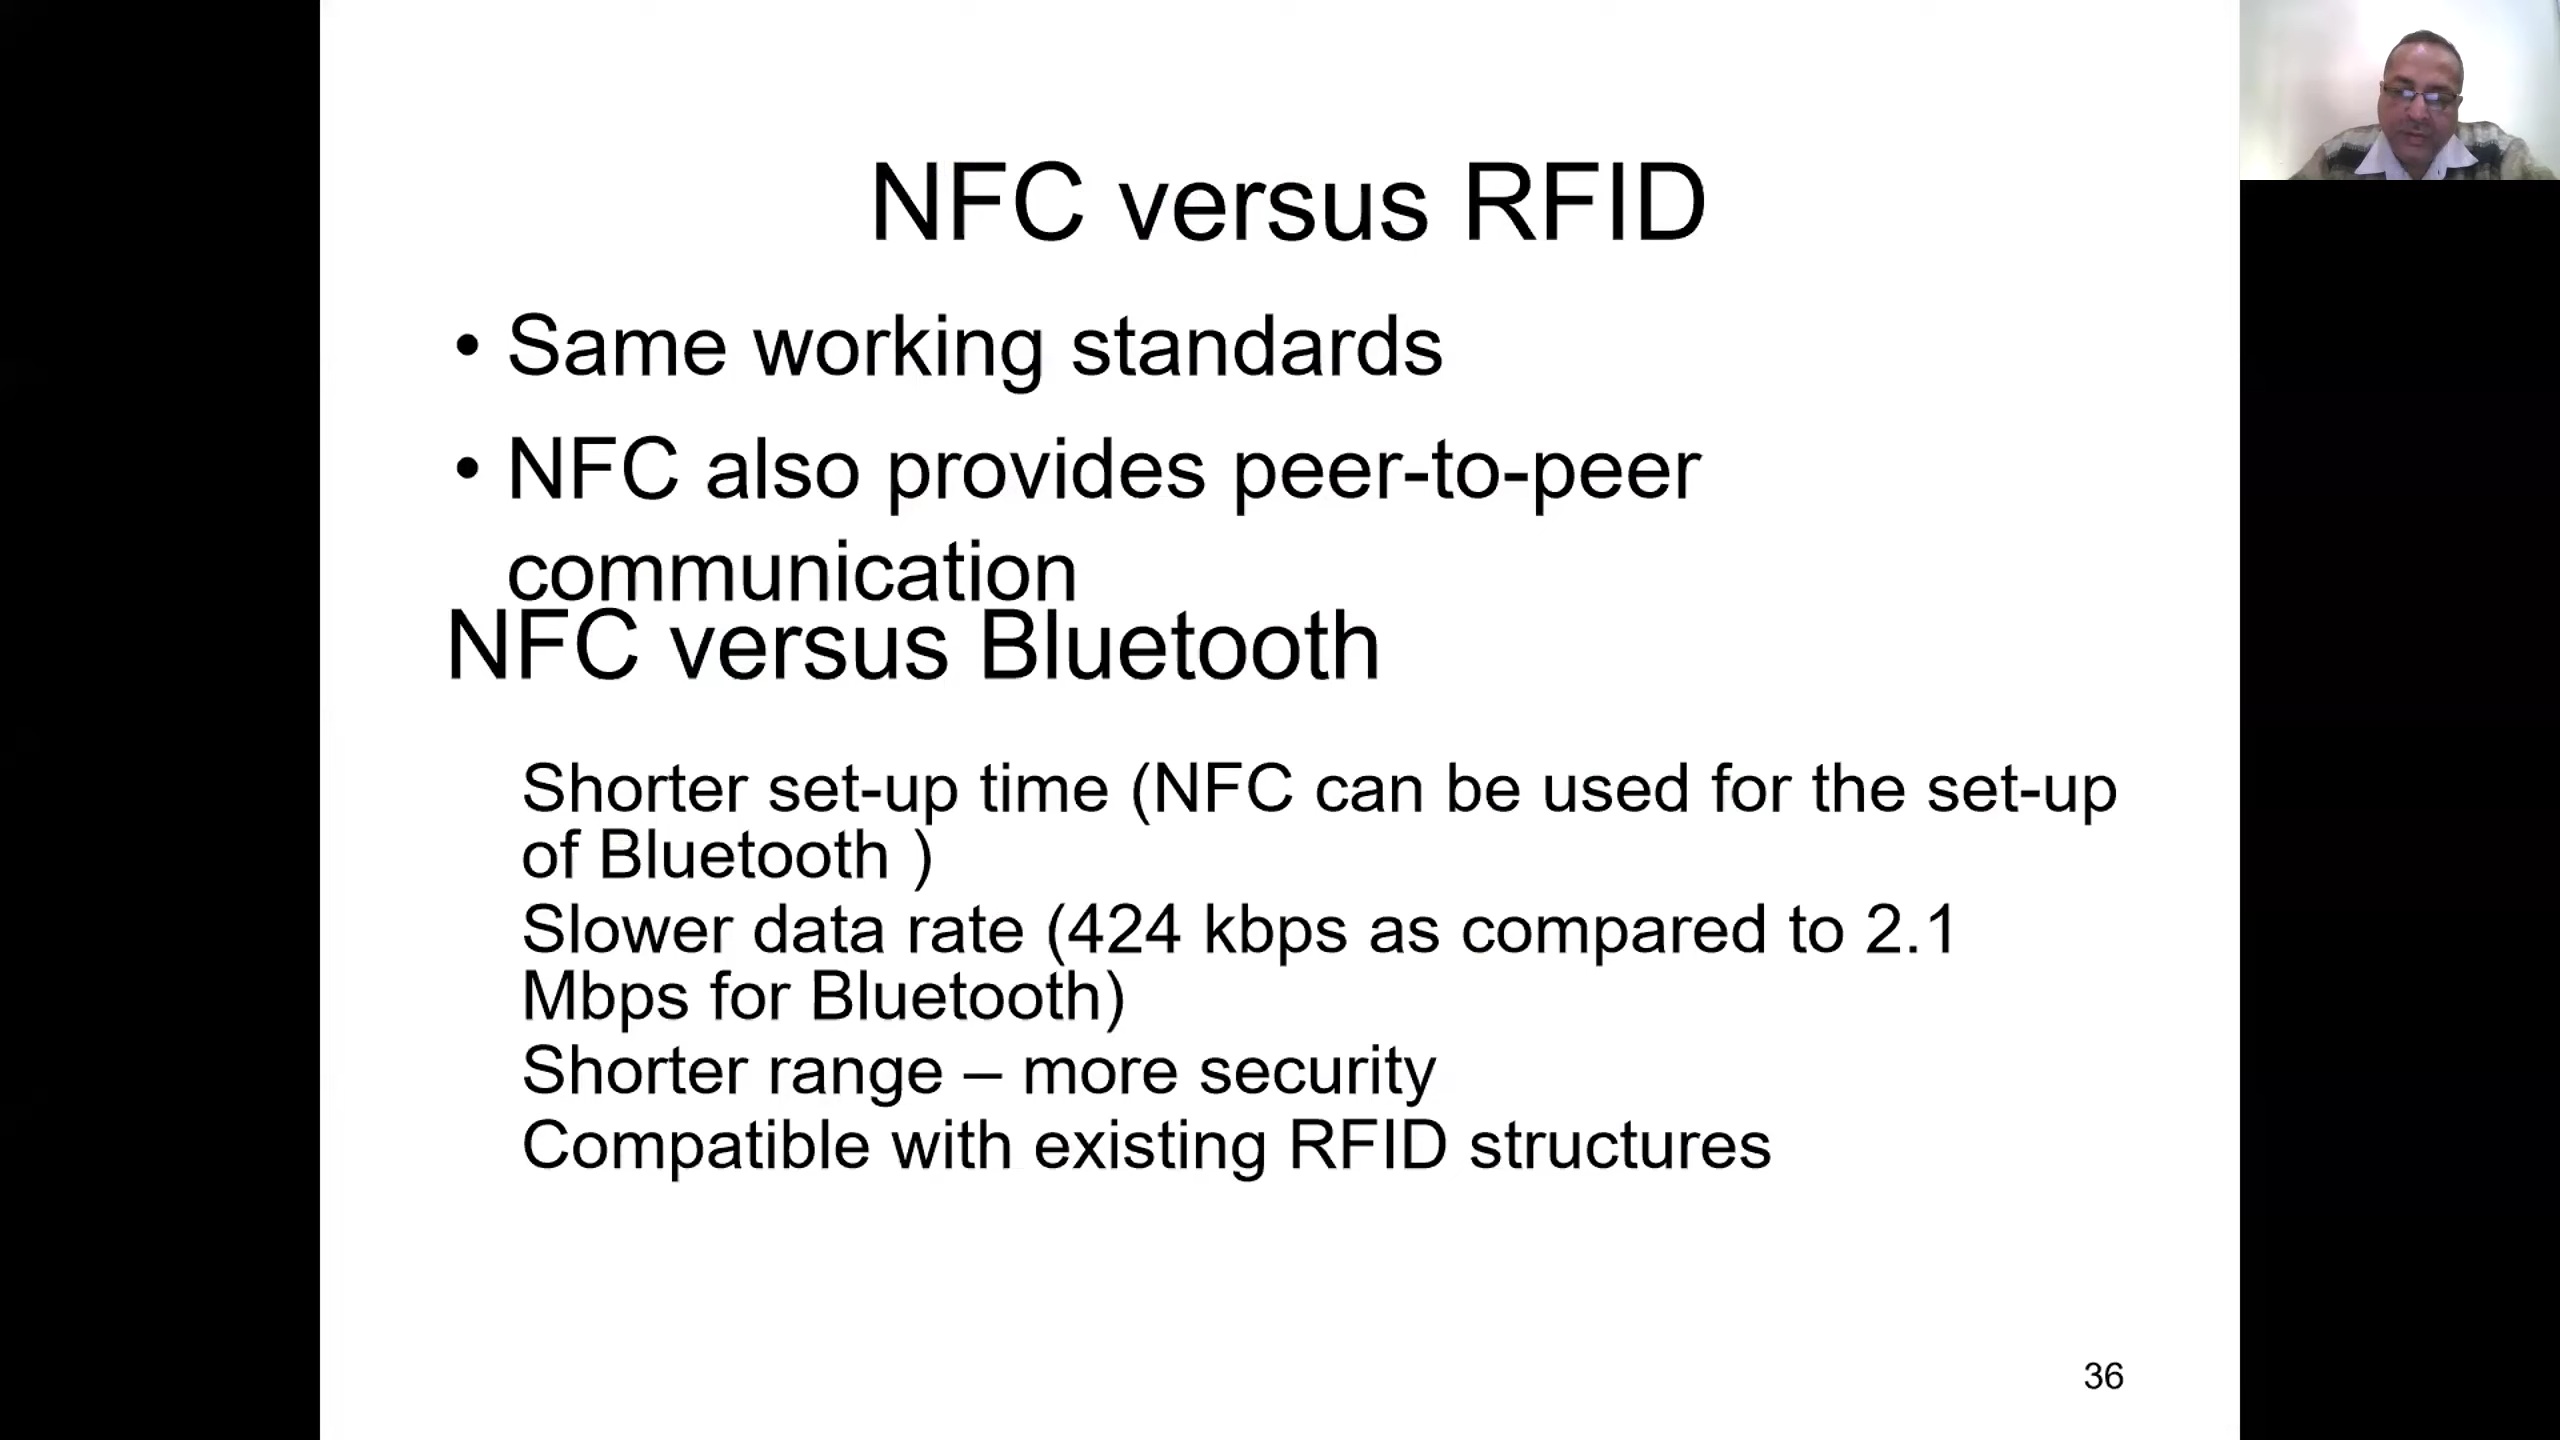 NFC versus RFID
• Same working standards
• NFC also provides peer-to-peer
communication
NFC versus Bluetooth
Shorter set-up time (NFC can be used for the set-up
of Bluetooth )
Slower data rate (424 kbps as compared to 2.1
Mbps for Bluetooth)
Shorter range – more security
Compatible with existing RFID structures
36